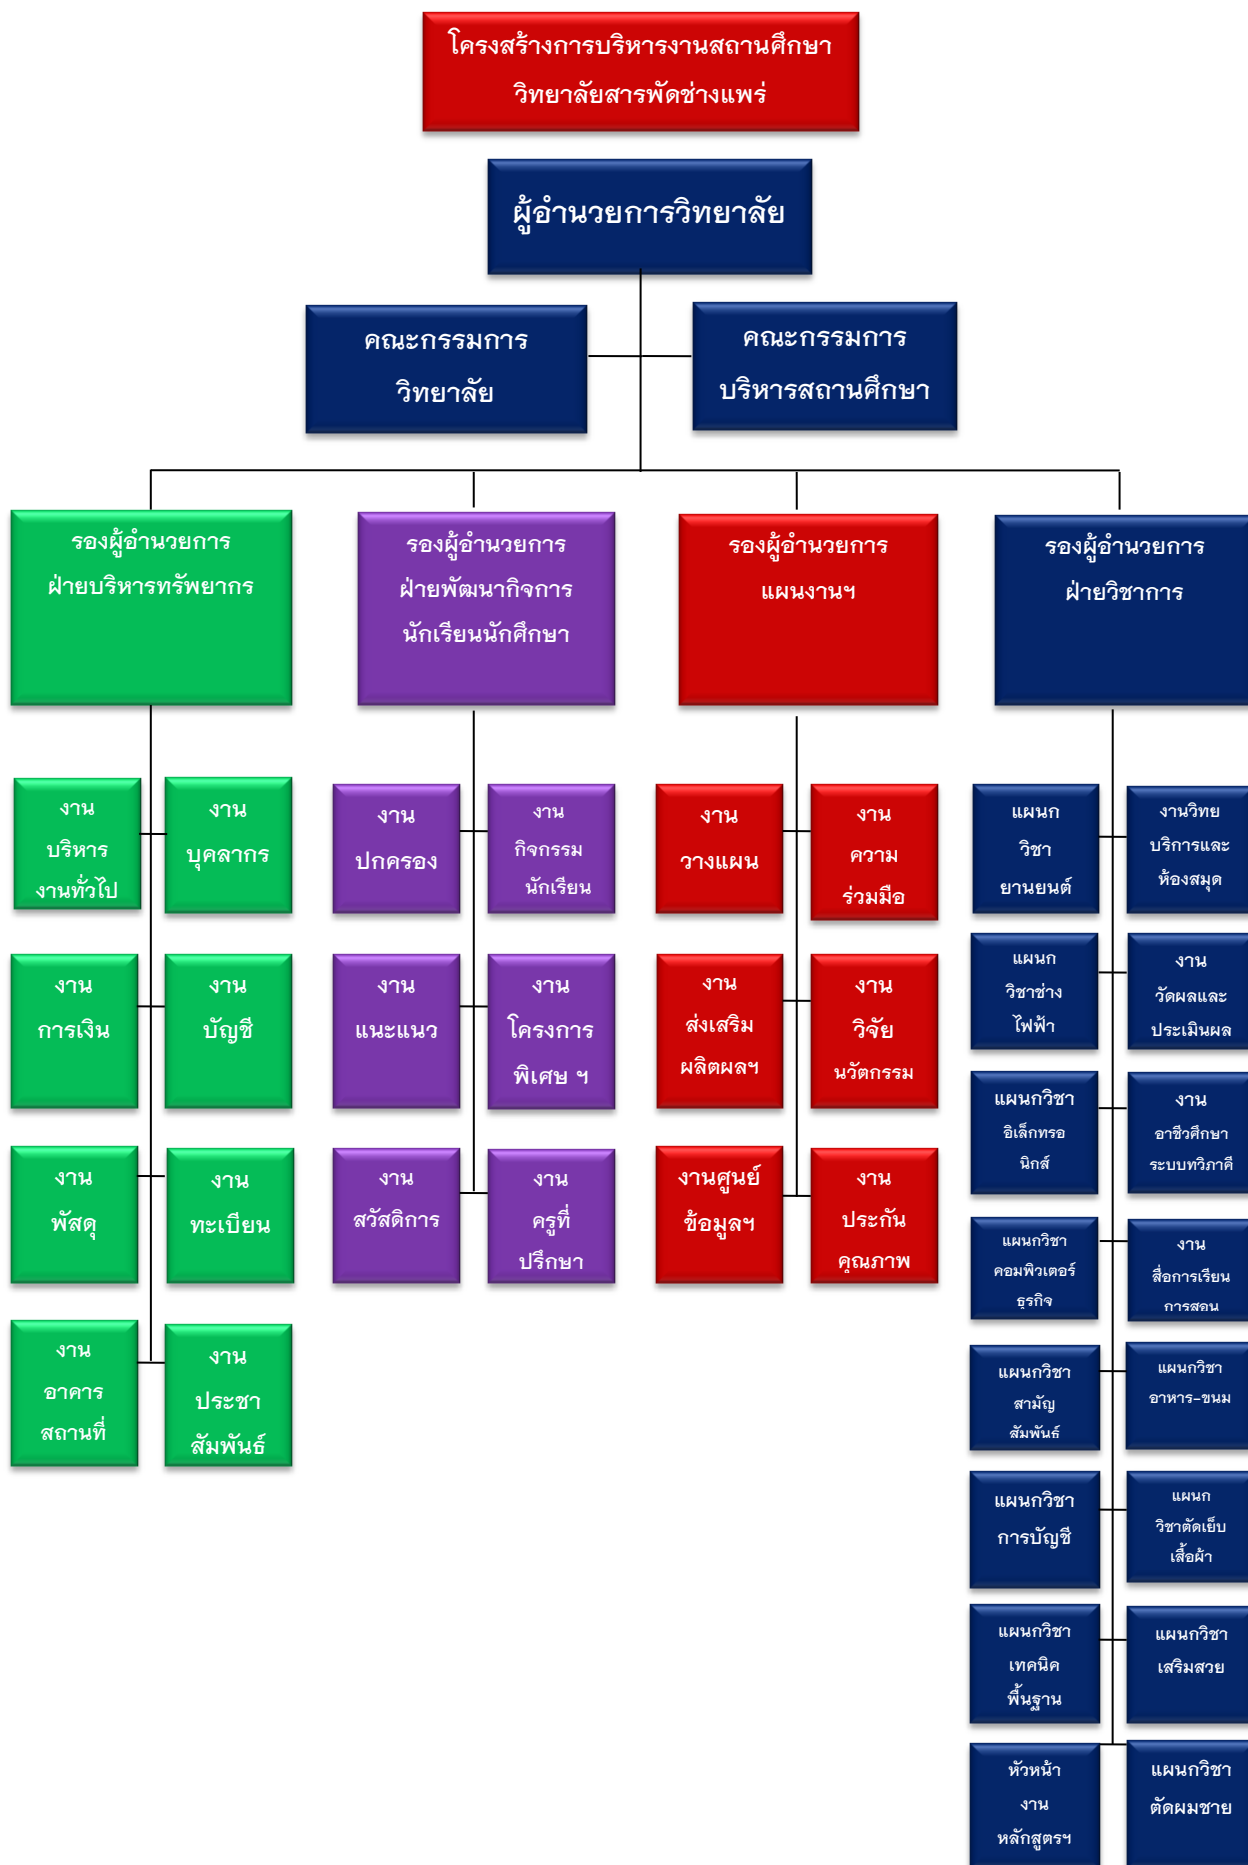 โครงสร้างการบริหารงานสถานศึกษา
วิทยาลัยสารพัดช่างแพร่
ผู้อำนวยการวิทยาลัย
คณะกรรมการ
วิทยาลัย
คณะกรรมการ
บริหารสถานศึกษา
รองผู้อำนวยการ
ฝ่ายบริหารทรัพยากร
รองผู้อำนวยการ
ฝ่ายพัฒนากิจการ
นักเรียนนักศึกษา
รองผู้อำนวยการ
แผนงานฯ
รองผู้อำนวยการ
ฝ่ายวิชาการ
งาน
บริหาร
งานทั่วไป
งาน
บุคลากร
งาน
ปกครอง
งาน
กิจกรรม
นักเรียน
งาน
วางแผน
งาน
ความ
ร่วมมือ
แผนก
วิชา
ยานยนต์
งานวิทย
บริการและ
ห้องสมุด
งาน
การเงิน
งาน
บัญชี
งาน
แนะแนว
งาน
โครงการ
พิเศษ ฯ
งาน
ส่งเสริม
ผลิตผลฯ
งาน
วิจัย
นวัตกรรม
แผนก
วิชาช่าง
ไฟฟ้า
งาน
วัดผลและ
ประเมินผล
แผนกวิชา
อิเล็กทรอ
นิกส์
งาน
อาชีวศึกษา
ระบบทวิภาคี
งาน
พัสดุ
งาน
ทะเบียน
งาน
สวัสดิการ
งาน
ครูที่
ปรึกษา
งานศูนย์
ข้อมูลฯ
งาน
ประกัน
คุณภาพ
แผนกวิชา
คอมพิวเตอร์
ธุรกิจ
งาน
สื่อการเรียน
การสอน
งาน
อาคาร
สถานที่
งาน
ประชา
สัมพันธ์
แผนกวิชา
สามัญ
สัมพันธ์
แผนกวิชา
อาหาร-ขนม
แผนกวิชา
การบัญชี
แผนก
วิชาตัดเย็บ
เสื้อผ้า
แผนกวิชา
เทคนิค
พื้นฐาน
แผนกวิชา
เสริมสวย
หัวหน้า
งาน
หลักสูตรฯ
แผนกวิชา
ตัดผมชาย